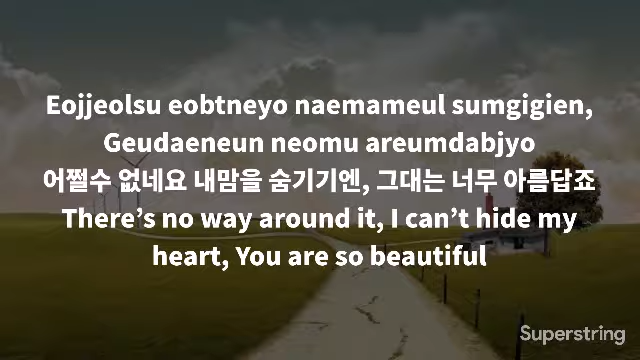 Eojjeolsu eobtneyo naemameul sumgigien,
Geudaeneun neomu areumdabjyo
어쩔수 없네요 내맘을 숨기기엔, 그대는 너무 아름답죠
There’s no way around it, I can’t hide my
heart, You are so beautiful
Superstring